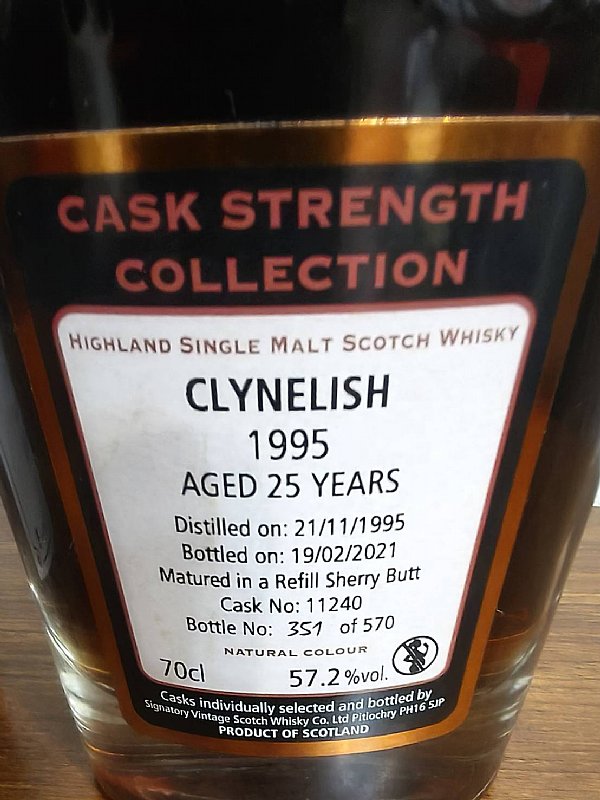 CASK STRENGTH
COLLECTION
HIGHLAND SINGLE MALT SCOTCH WHISKY
CLYNELISH
1995
AGED 25 YEARS
Distilled on: 21/11/1995
Bottled on: 19/02/2021
Matured in a Refill Sherry Butt
Cask No: 11240
Bottle No: 351 of 570
NATURAL COLOUR
70cl 57.2%vol.
Casks individually selected and bottled by
Signatory Vintage Scotch Whisky Co. Ltd Pitlochry PH16 5JP
PRODUCT OF SCOTLAND